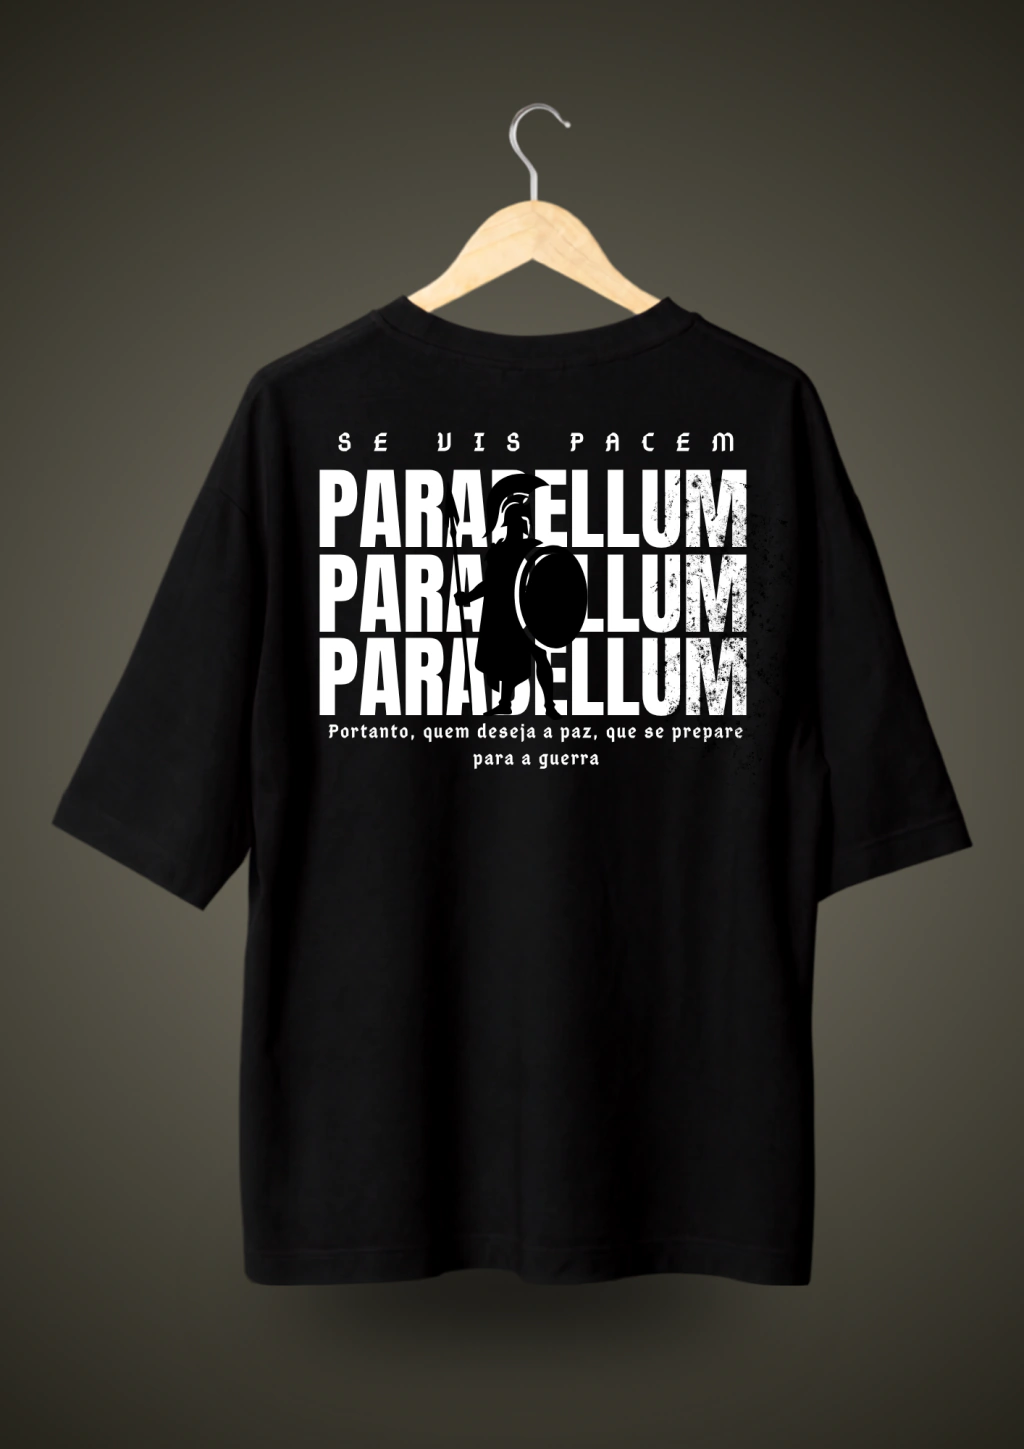 SE VIS PACEM
PARABELLUM
PARABELLUM
PARABELLUM
Portanto, quem deseja a paz, que se prepare
para a guerra